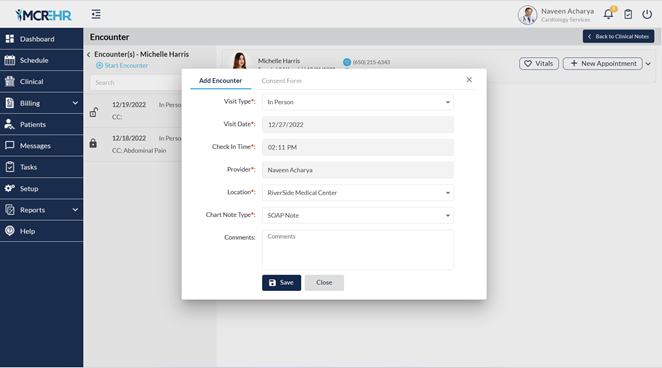 MCREHR
Naveen Acharya
Cardiology Services
Dashboard
Schedule
Clinical
Billing
Patients
Messages
Tasks
Setup
Reports
Help
Encounter
Back to Clinical Notes
Encounter(s) - Michelle Harris
Start Encounter
Search
12/19/2022 In Perso
CC:
12/18/2022 In Perso
CC: Abdominal Pain
Michelle Harris
(650) 215-6343
Vitals
New Appointment
Add Encounter
Consent Form
Visit Type*: In Person
Visit Date*: 12/27/2022
Check In Time*: 02:11 PM
Provider*: Naveen Acharya
Location*: RiverSide Medical Center
Chart Note Type*: SOAP Note
Comments: Comments
Save
Close